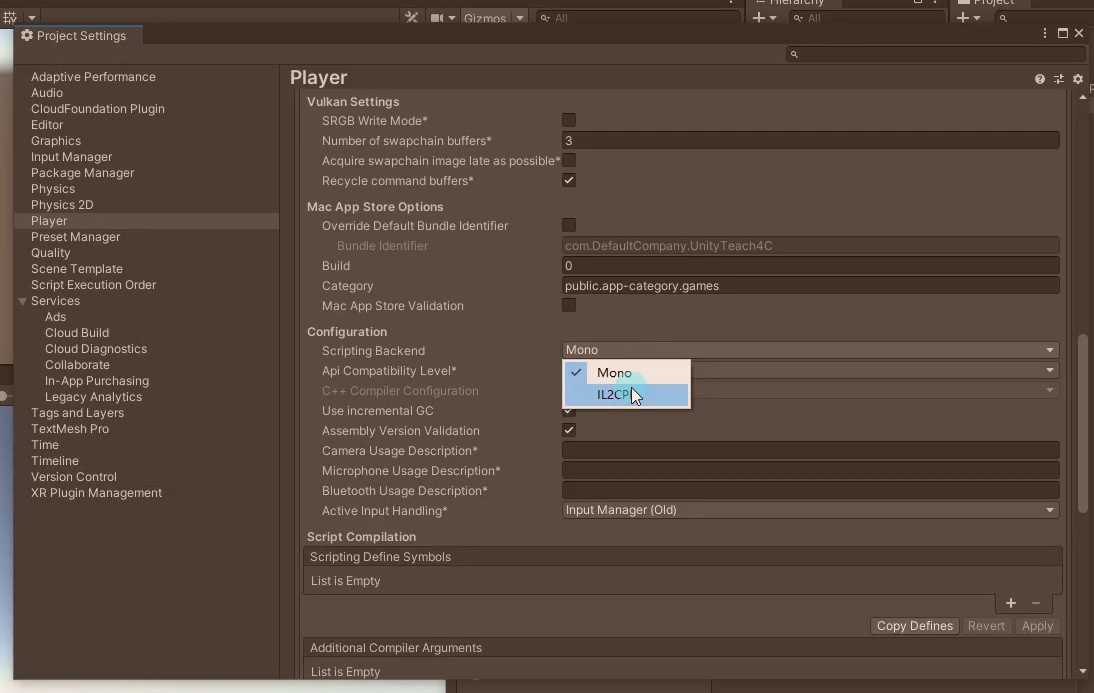 Gizmos
All
Hierarchy
All
Project
Project Settings
Adaptive Performance
Audio
CloudFoundation Plugin
Editor
Graphics
Input Manager
Package Manager
Physics
Physics 2D
Player
Preset Manager
Quality
Scene Template
Script Execution Order
Services
Ads
Cloud Build
Cloud Diagnostics
Collaborate
In-App Purchasing
Legacy Analytics
Tags and Layers
TextMesh Pro
Time
Timeline
Version Control
XR Plugin Management
Player
Vulkan Settings
SRGB Write Mode*
Number of swapchain buffers* 3
Acquire swapchain image late as possible*
Recycle command buffers*
Mac App Store Options
Override Default Bundle Identifier
Bundle Identifier com.DefaultCompany.UnityTeach4C
Build 0
Category public.app-category.games
Mac App Store Validation
Configuration
Scripting Backend Mono
Api Compatibility Level* Mono
C++ Compiler Configuration
Use incremental GC
Assembly Version Validation
Camera Usage Description*
Microphone Usage Description*
Bluetooth Usage Description*
Active Input Handling* Input Manager (Old)
Script Compilation
Scripting Define Symbols
List is Empty
Copy Defines Revert Apply
Additional Compiler Arguments
List is Empty